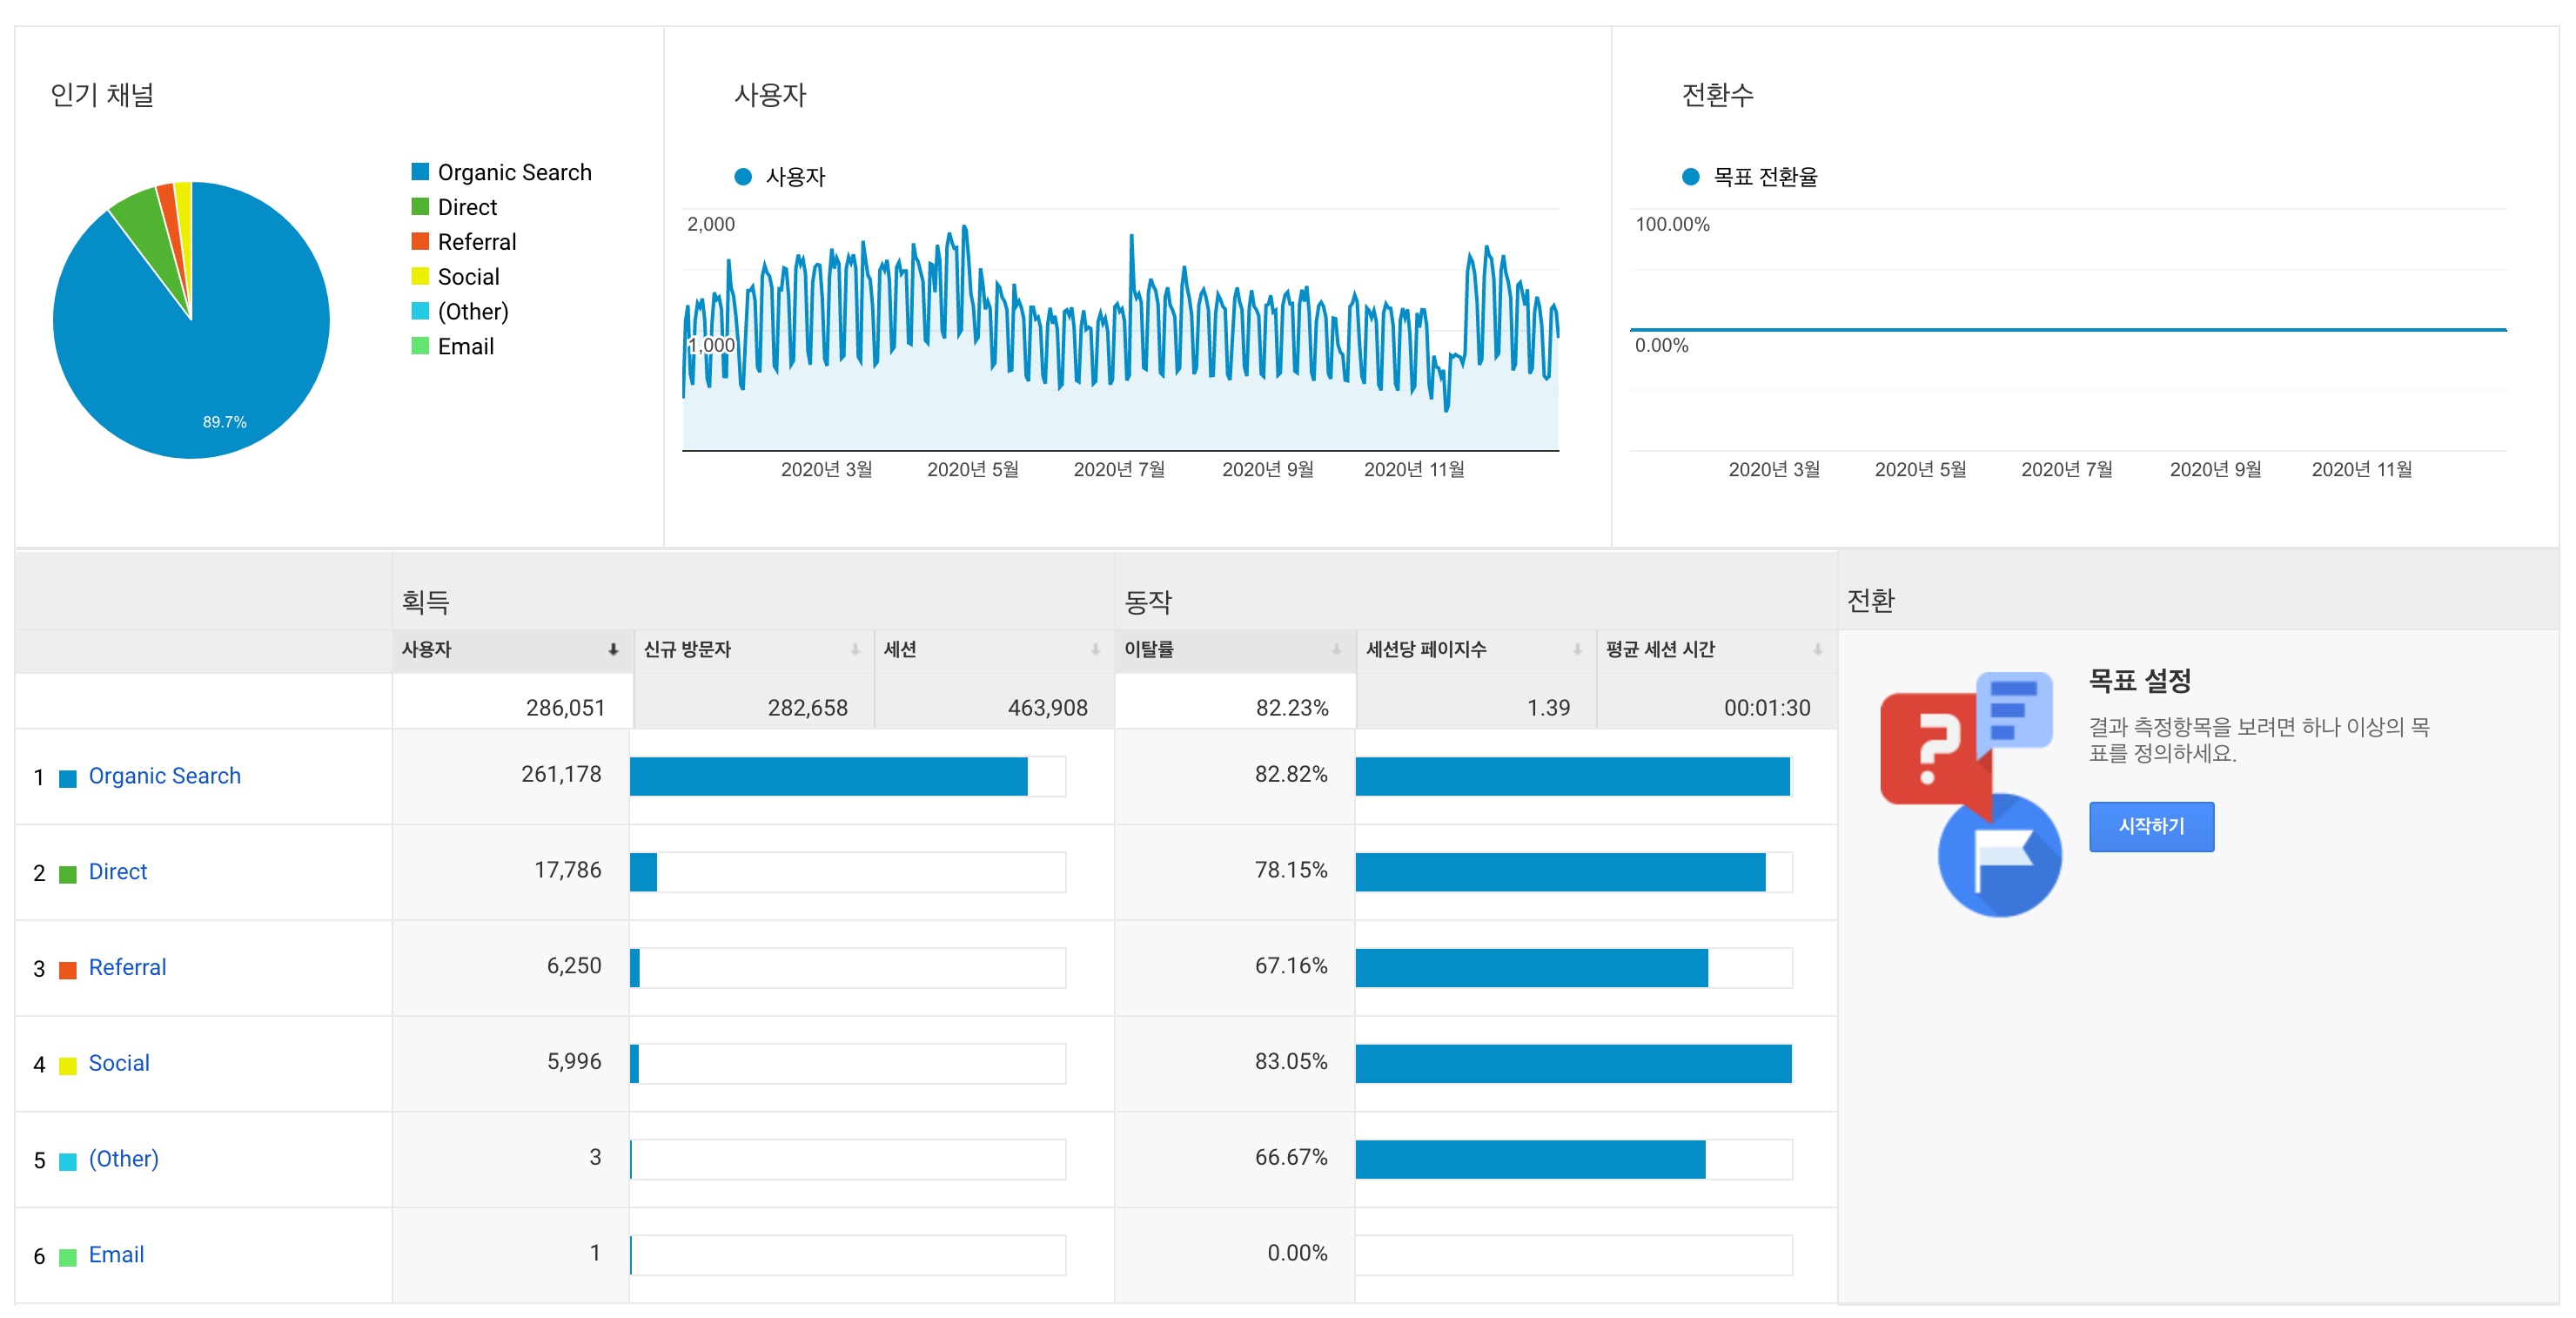 인기 채널
Organic Search
Direct
Referral
Social
(Other)
Email
89.7%
사용자
사용자
2,000
1,000
2020년 3월
2020년 5월
2020년 7월
2020년 9월
2020년 11월
전환수
목표 전환율
100.00%
0.00%
2020년 3월
2020년 5월
2020년 7월
2020년 9월
2020년 11월
획득
동작
전환
사용자
신규 방문자
세션
이탈률
세션당 페이지수
평균 세션 시간
286,051
282,658
463,908
82.23%
1.39
00:01:30
1 Organic Search
261,178
82.82%
2 Direct
17,786
78.15%
3 Referral
6,250
67.16%
4 Social
5,996
83.05%
5 (Other)
3
66.67%
6 Email
1
0.00%
목표 설정
결과 측정항목을 보려면 하나 이상의 목
표를 정의하세요.
시작하기